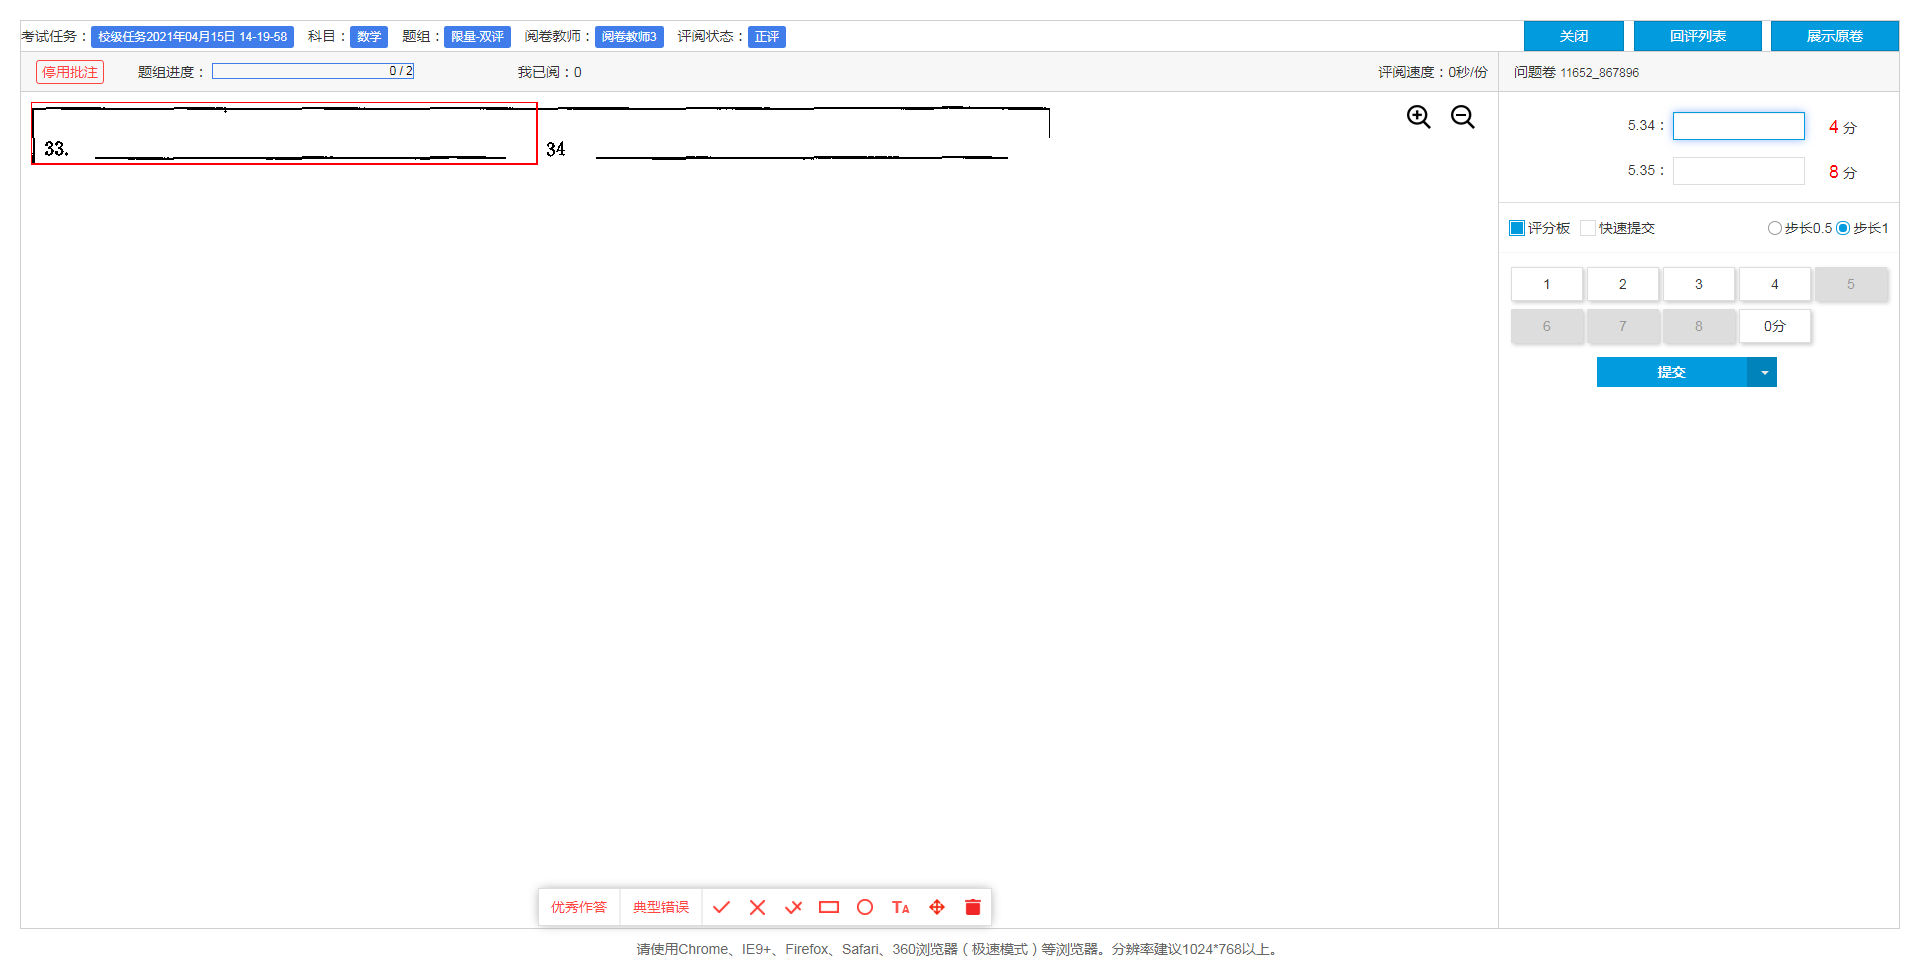 考试任务： 校级任务2021年04月15日 14-19-58 科目： 数学 题组： 限量-双评 阅卷教师： 阅卷教师3 评阅状态： 正评 关闭 回评列表 展示原卷
停用批注 题组进度： 0 / 2 我已阅：0 评阅速度：0秒/份 问题卷 11652_867896
33. 34
5.34： 4 分
5.35： 8 分
评分板 快速提交 步长0.5 步长1
1 2 3 4 5
6 7 8 0分
提交
优秀作答 典型错误 TA
请使用Chrome、IE9+、Firefox、Safari、360浏览器（极速模式）等浏览器。分辨率建议1024*768以上。